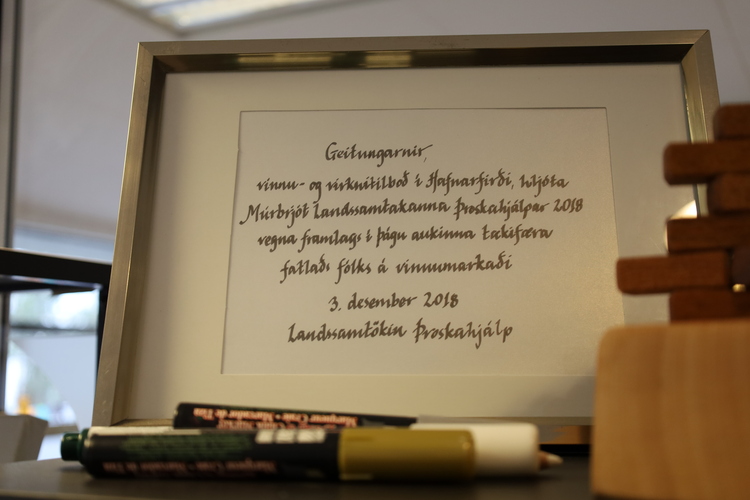 Geitungarnir,
vinnu- og virknitilboð í Hafnarfirði, hljóta
Múrbrjót Landssamtakanna Þroskahjálpar 2018
vegna framlags í þágu aukinna tækifæra
fatlaðs fólks á vinnumarkaði
3. desember 2018
Landssamtökin Þroskahjálp